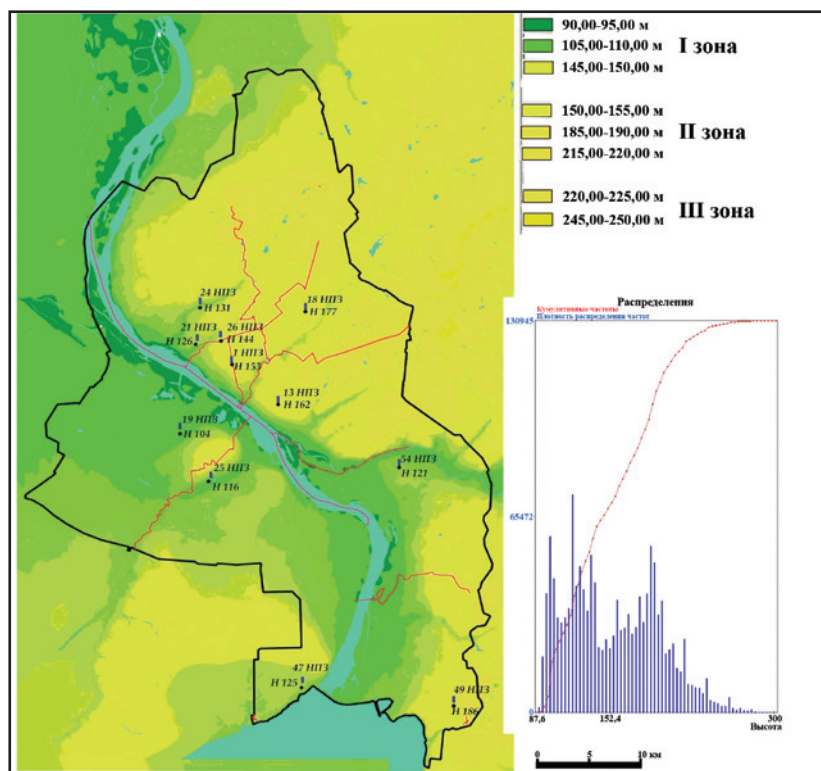 90,00–95,00 м
105,00–110,00 м
I зона
145,00–150,00 м
150,00–155,00 м
185,00–190,00 м
II зона
215,00–220,00 м
220,00–225,00 м
III зона
245,00–250,00 м
24 НПЗ
Н 131
18 НПЗ
Н 177
21 НПЗ
Н 126
26 НПЗ
Н 144
1 НПЗ
Н 153
13 НПЗ
Н 162
19 НПЗ
Н 104
25 НПЗ
Н 116
54 НПЗ
Н 121
47 НПЗ
Н 125
49 НПЗ
Н 186
Распределения
Кумулятивные частоты
Плотность распределения частот
130945
65472
0
87,6
152,4
300
Высота
0
5
10 км